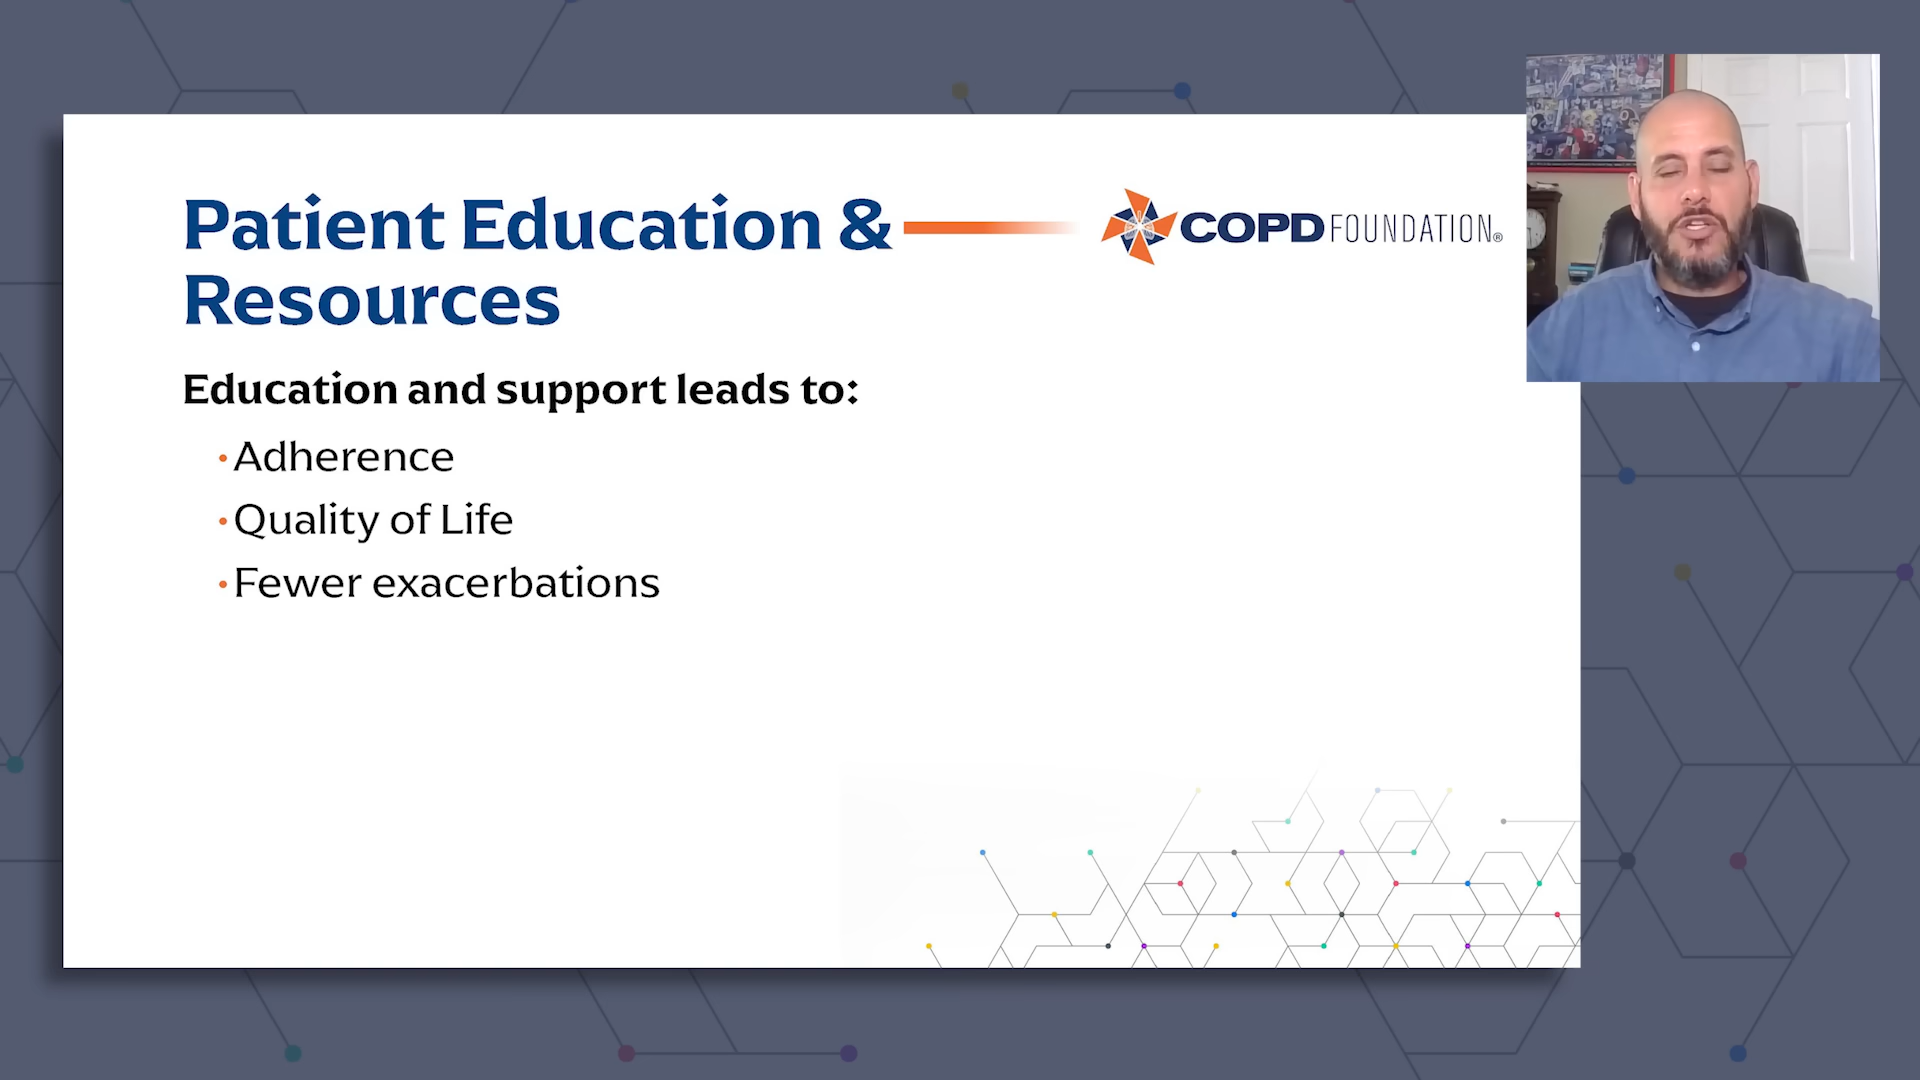 Patient Education &
Resources
COPD FOUNDATION®
Education and support leads to:
•Adherence
•Quality of Life
•Fewer exacerbations